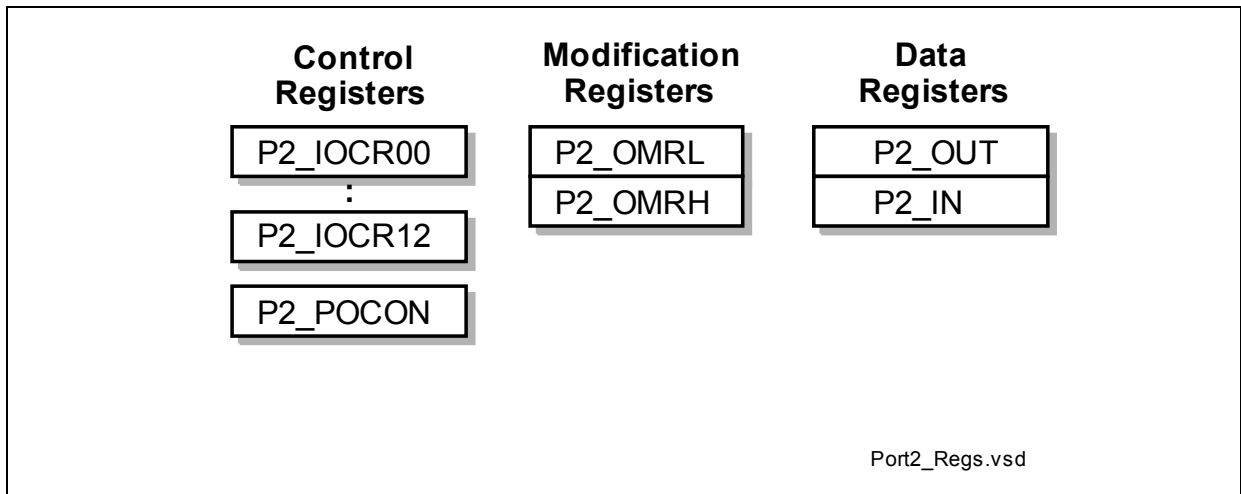 Control
Registers
P2_IOCR00
:
P2_IOCR12
P2_POCON
Modification
Registers
P2_OMRL
P2_OMRH
Data
Registers
P2_OUT
P2_IN
Port2_Regs.vsd